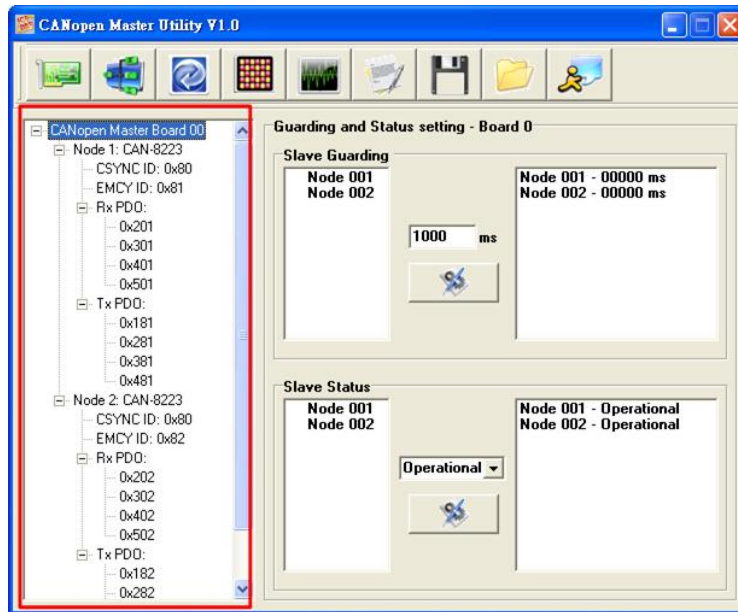 CANopen Master Utility V1.0
CANopen Master Board 00
Node 1: CAN-8223
CSYNC ID: 0x80
EMCY ID: 0x81
Rx PDO:
0x201
0x301
0x401
0x501
Tx PDO:
0x181
0x281
0x381
0x481
Node 2: CAN-8223
CSYNC ID: 0x80
EMCY ID: 0x82
Rx PDO:
0x202
0x302
0x402
0x502
Tx PDO:
0x182
0x282
Guarding and Status setting - Board 0
Slave Guarding
Node 001
Node 002
1000 ms
Node 001 - 00000 ms
Node 002 - 00000 ms
Slave Status
Node 001
Node 002
Operational
Node 001 - Operational
Node 002 - Operational